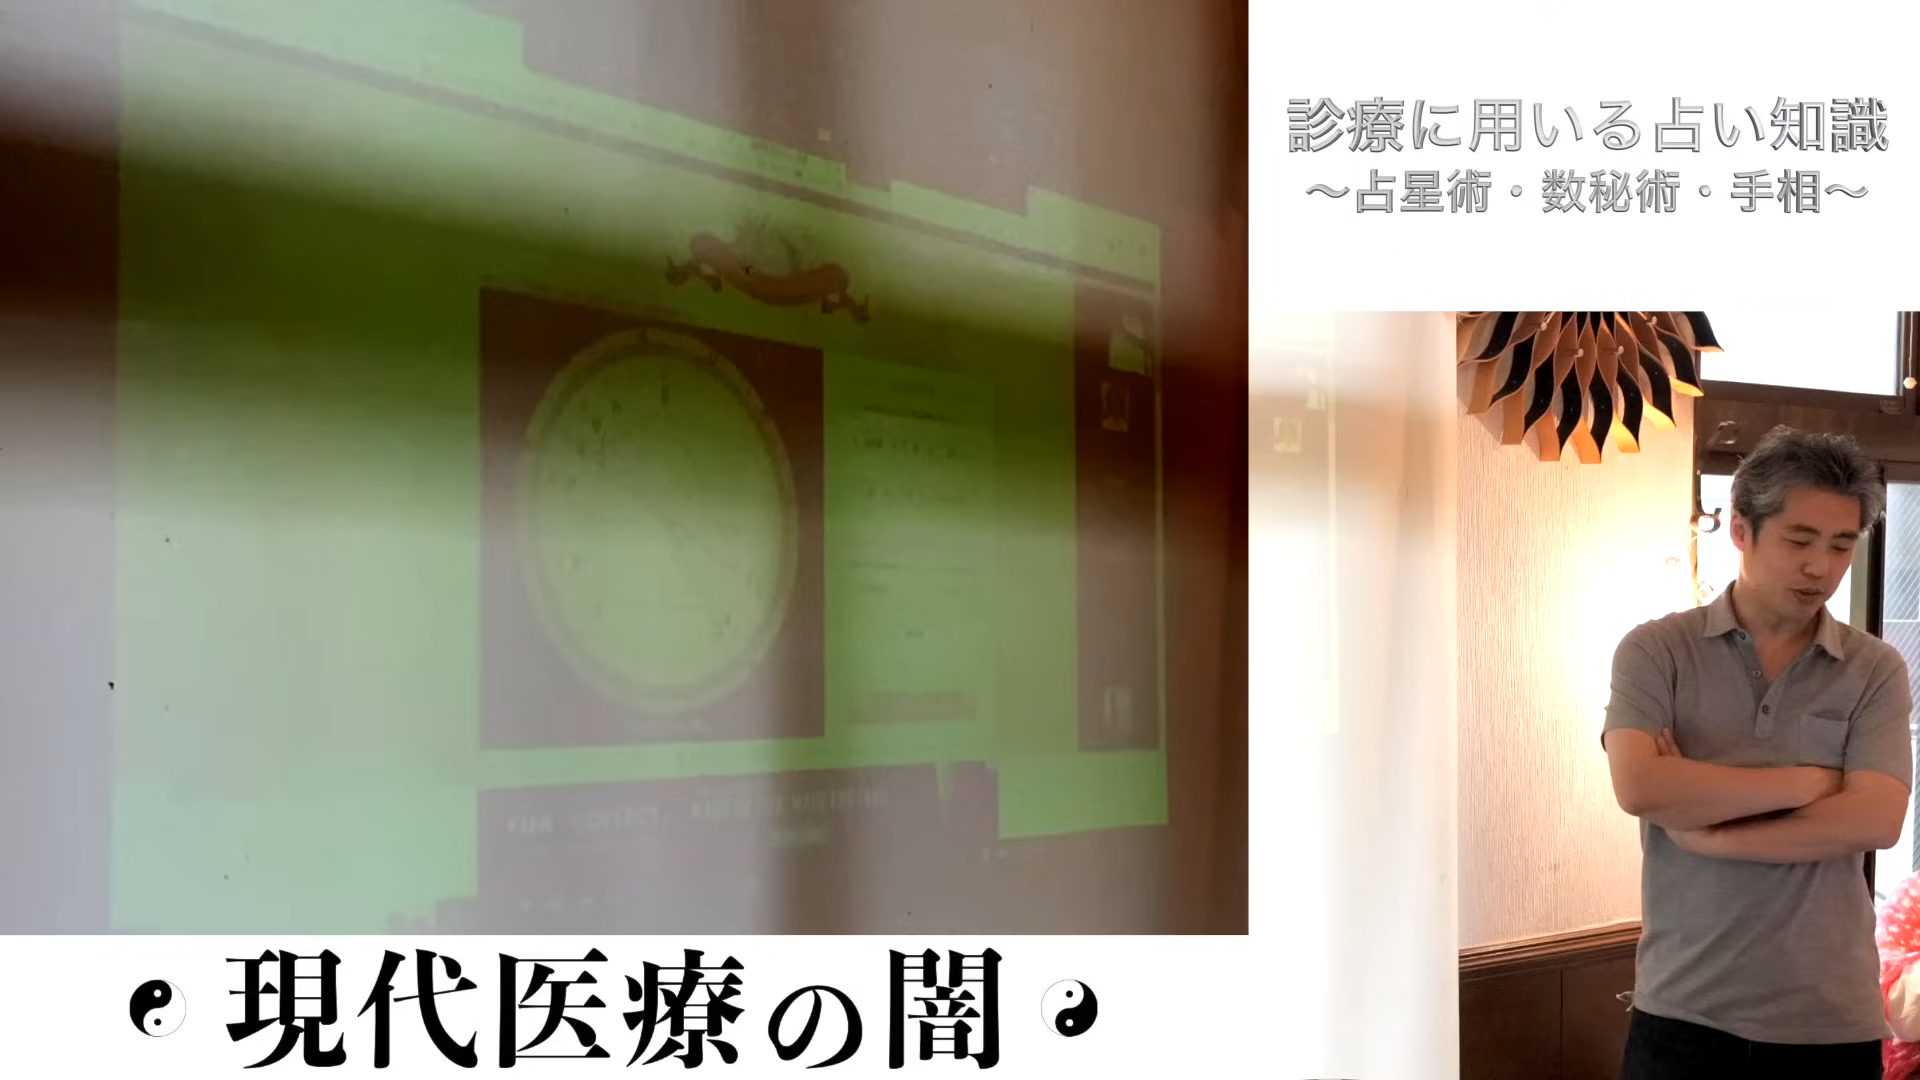 診療に用いる占い知識
～占星術・数秘術・手相～
現代医療の闇